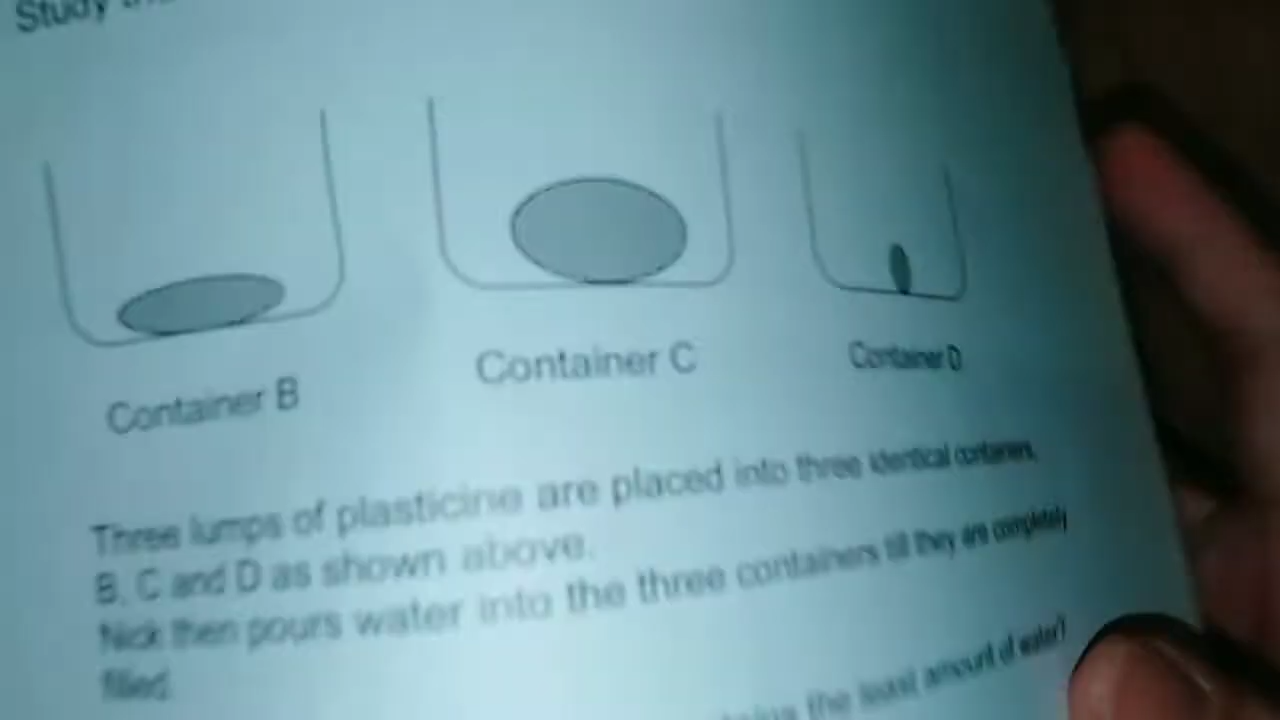 Study
Container B
Container C
Container D
Three lumps of plasticine are placed into three identical containers,
B, C and D as shown above.
Nick then pours water into the three containers till they are completely
filled.
the least amount of water?